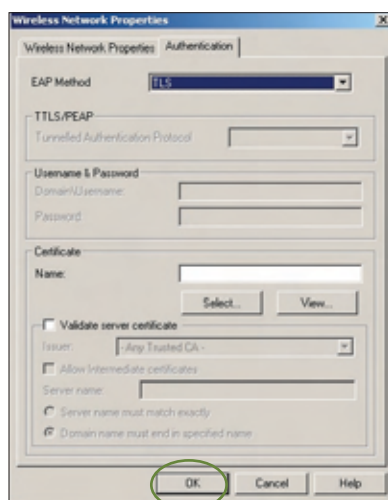 Wireless Network Properties
Wireless Network Properties Authentication
EAP Method TLS
TTLS/PEAP
Tunnelled Authentication Protocol
Username & Password
Domain\Username:
Password:
Certificate
Name:
Select... View...
Validate server certificate
Issuer: - Any Trusted CA -
Allow Intermediate certificates
Server name:
Server name must match exactly
Domain name must end in specified name
OK Cancel Help